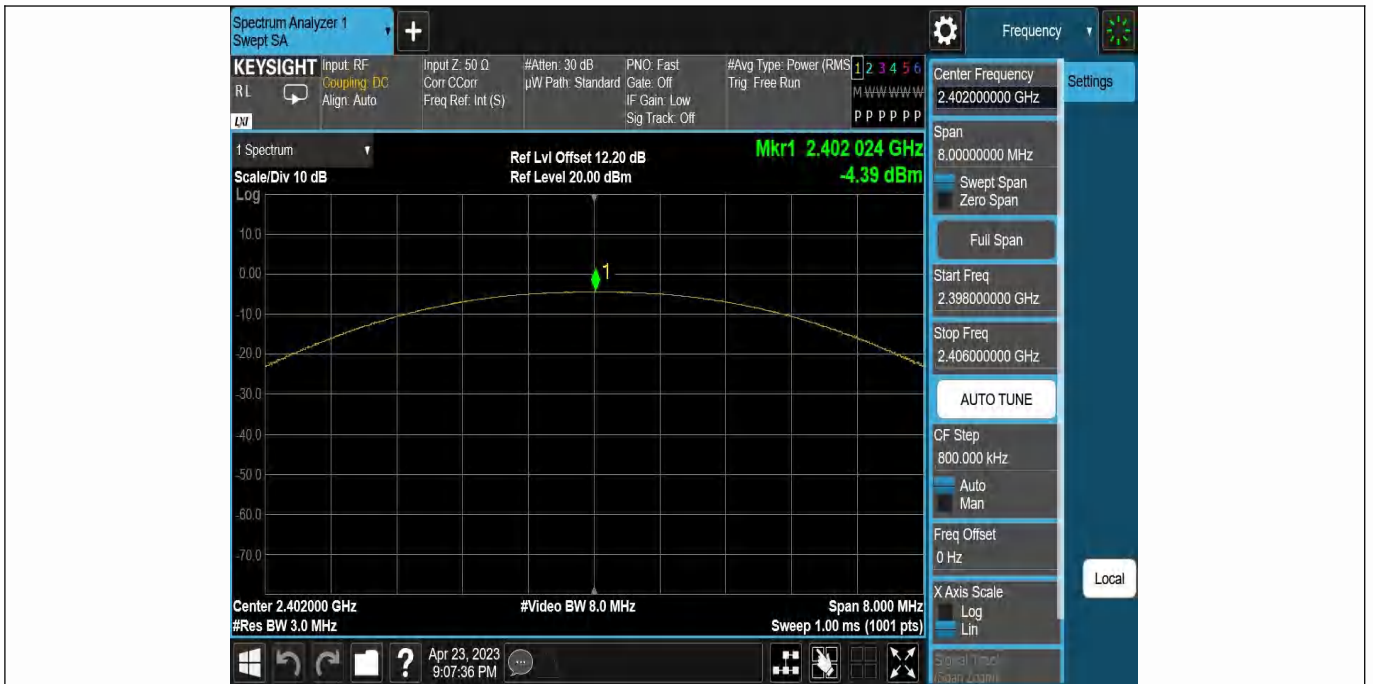 Spectrum Analyzer 1
Swept SA
+
Frequency
KEYSIGHT
RL
LXI
Input: RF
Coupling: DC
Align: Auto
Input Z: 50 Ω
Corr CCorr
Freq Ref: Int (S)
#Atten: 30 dB
µW Path: Standard
PNO: Fast
Gate: Off
IF Gain: Low
Sig Track: Off
#Avg Type: Power (RMS
Trig: Free Run
1 2 3 4 5 6
M W W W W W
P P P P P P
1 Spectrum
Scale/Div 10 dB
Ref Lvl Offset 12.20 dB
Ref Level 20.00 dBm
Mkr1 2.402 024 GHz
-4.39 dBm
Log
10.0
0.00
-10.0
-20.0
-30.0
-40.0
-50.0
-60.0
-70.0
1
Center 2.402000 GHz
#Res BW 3.0 MHz
#Video BW 8.0 MHz
Span 8.000 MHz
Sweep 1.00 ms (1001 pts)
Center Frequency
2.402000000 GHz
Settings
Span
8.00000000 MHz
Swept Span
Zero Span
Full Span
Start Freq
2.398000000 GHz
Stop Freq
2.406000000 GHz
AUTO TUNE
CF Step
800.000 kHz
Auto
Man
Freq Offset
0 Hz
X Axis Scale
Log
Lin
Signal Track
(Span Zoom)
Local
?
Apr 23, 2023
9:07:36 PM